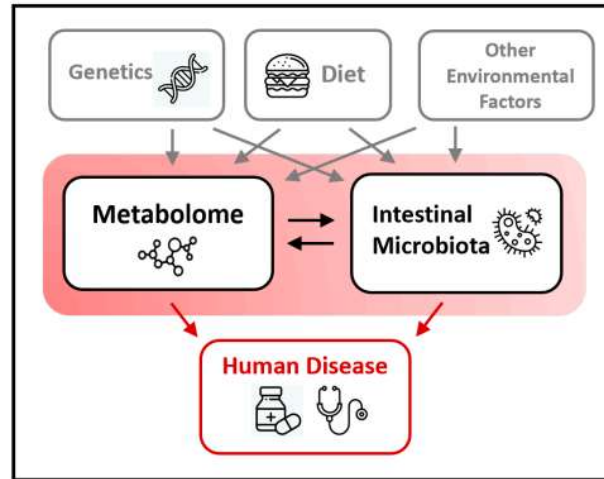 Genetics
Diet
Other
Environmental
Factors
Metabolome
Intestinal
Microbiota
Human Disease